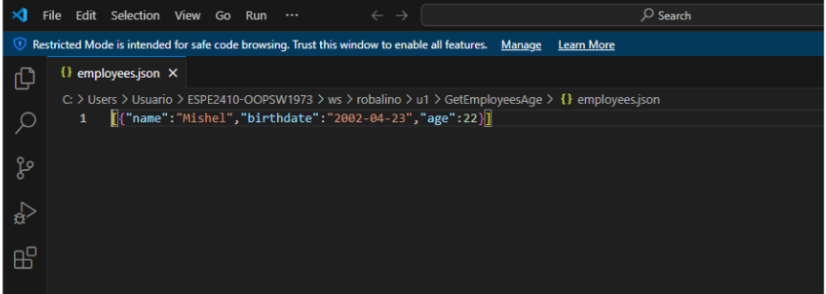 File Edit Selection View Go Run ··· Search
Restricted Mode is intended for safe code browsing. Trust this window to enable all features. Manage Learn More
{} employees.json
C: > Users > Usuario > ESPE2410-OOPSW1973 > ws > robalino > u1 > GetEmployeesAge > {} employees.json
1 [{"name":"Mishel","birthdate":"2002-04-23","age":22}]